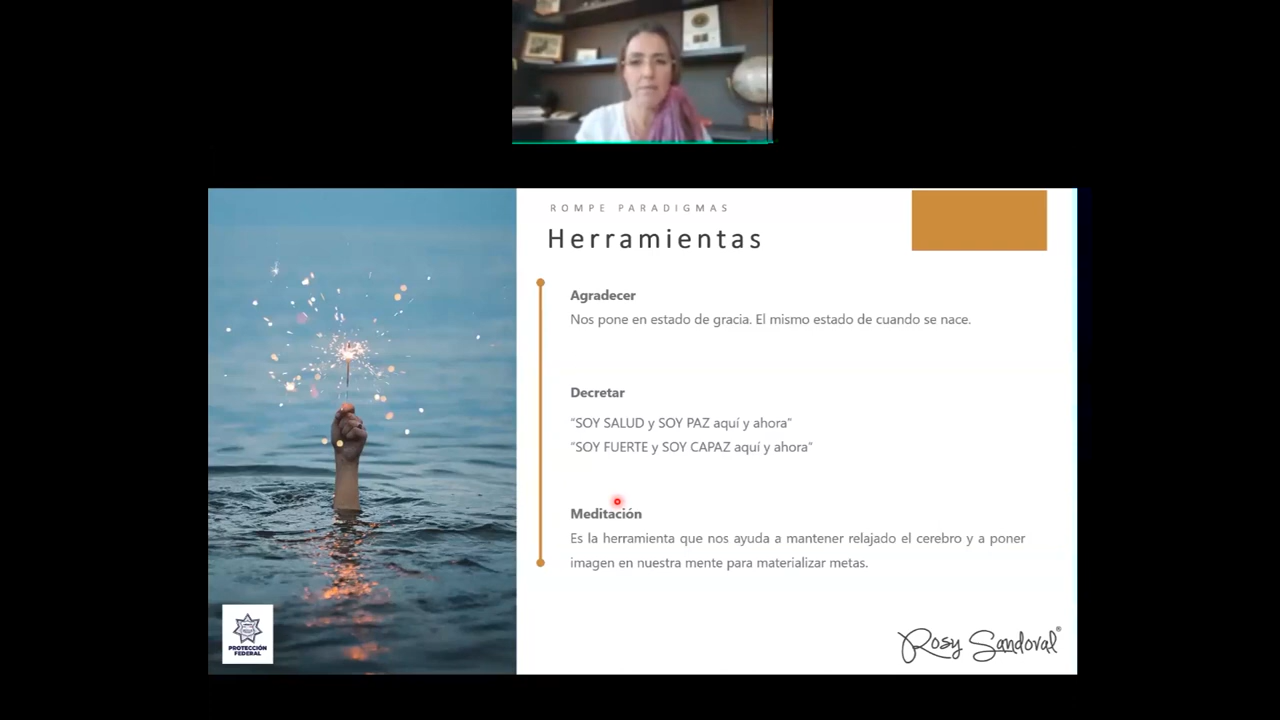 ROMPE PARADIGMAS
Herramientas
Agradecer
Nos pone en estado de gracia. El mismo estado de cuando se nace.
Decretar
“SOY SALUD y SOY PAZ aquí y ahora”
“SOY FUERTE y SOY CAPAZ aquí y ahora”
Meditación
Es la herramienta que nos ayuda a mantener relajado el cerebro y a poner
imagen en nuestra mente para materializar metas.
PROTECCIÓN
FEDERAL
Rosy Sandoval®